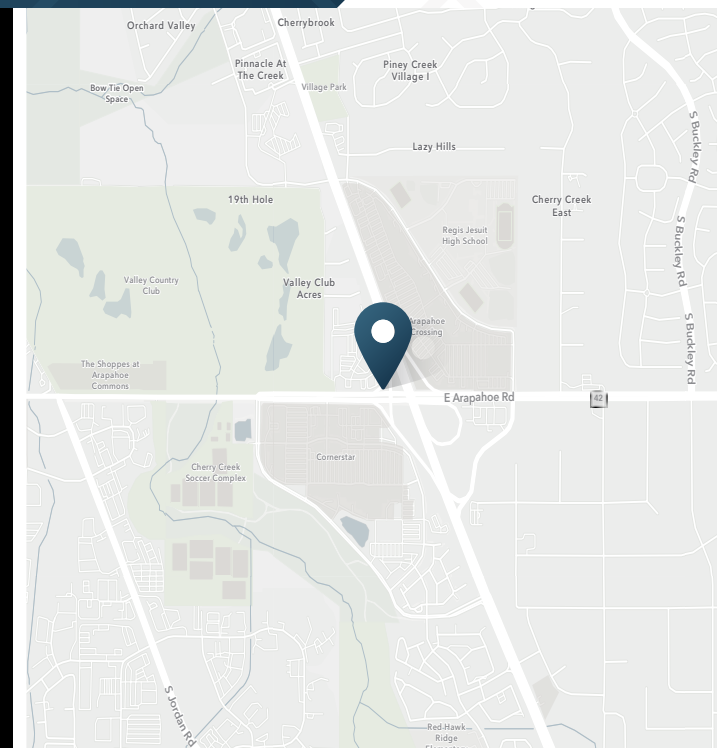 Orchard Valley
Cherrybrook
Pinnacle At
The Creek
Piney Creek
Village I
Bow Tie Open
Space
Village Park
S Buckley Rd
Lazy Hills
19th Hole
Cherry Creek
East
Regis Jesuit
High School
S Buckley Rd
Valley Country
Club
Valley Club
Acres
Arapahoe
Crossing
S Buckley Rd
The Shoppes at
Arapahoe
Commons
E Arapahoe Rd
42
Cornerstar
Cherry Creek
Soccer Complex
S Jordan Rd
Red-Hawk
Ridge